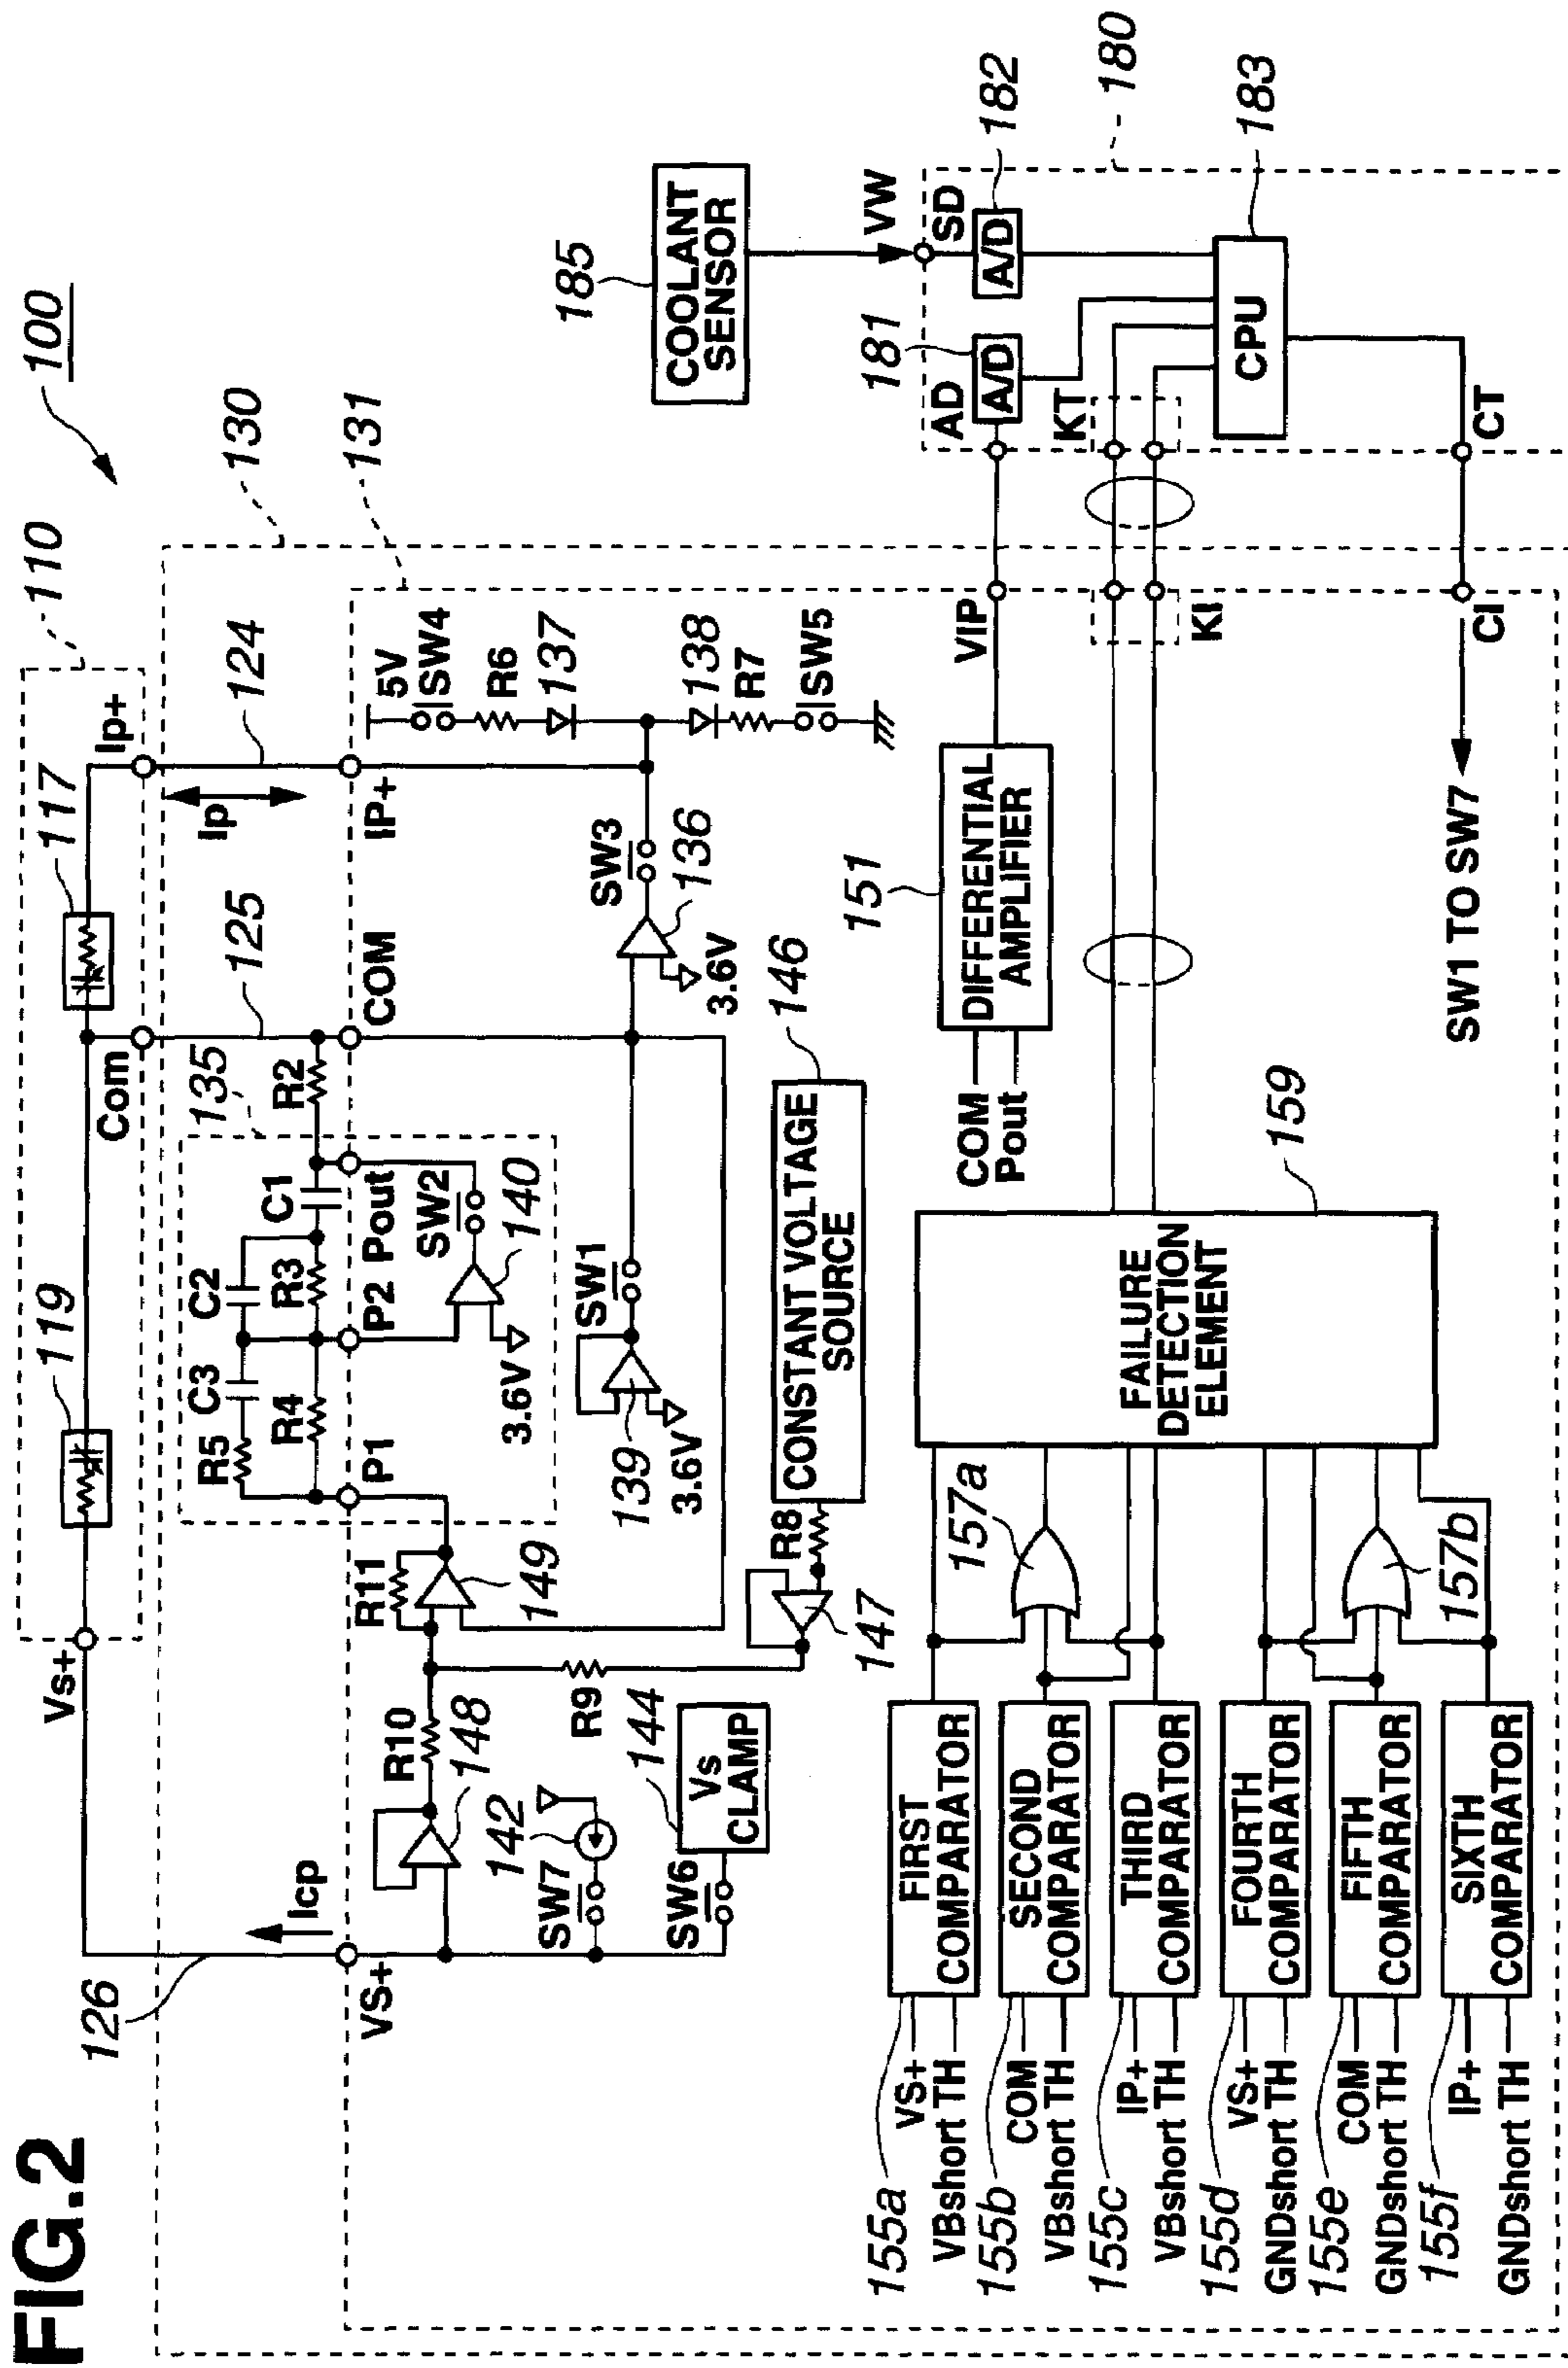 FIG.2
100
110
130
131
119
117
Vs+
Com
Ip+
126
Icp
125
Ip
124
135
C3
C2
C1
R5
R4
R3
R2
VS+
P1
P2
Pout
COM
IP+
R11
R10
148
149
3.6V
140
SW2
5V
SW4
R6
137
142
SW7
139
3.6V
SW1
SW3
136
3.6V
138
R7
SW5
R9
144
Vs
CLAMP
SW6
147
R8
CONSTANT VOLTAGE
SOURCE
146
185
COOLANT
SENSOR
VW
155a
VS+
VBshort TH
FIRST
COMPARATOR
155b
COM
VBshort TH
SECOND
COMPARATOR
155c
IP+
VBshort TH
THIRD
COMPARATOR
155d
VS+
GNDshort TH
FOURTH
COMPARATOR
155e
COM
GNDshort TH
FIFTH
COMPARATOR
155f
IP+
GNDshort TH
SIXTH
COMPARATOR
157a
157b
FAILURE
DETECTION
ELEMENT
159
COM
Pout
151
DIFFERENTIAL
AMPLIFIER
VIP
KI
CI
SW1 TO SW7
AD
181
A/D
SD
A/D
182
180
KT
CPU
183
CT